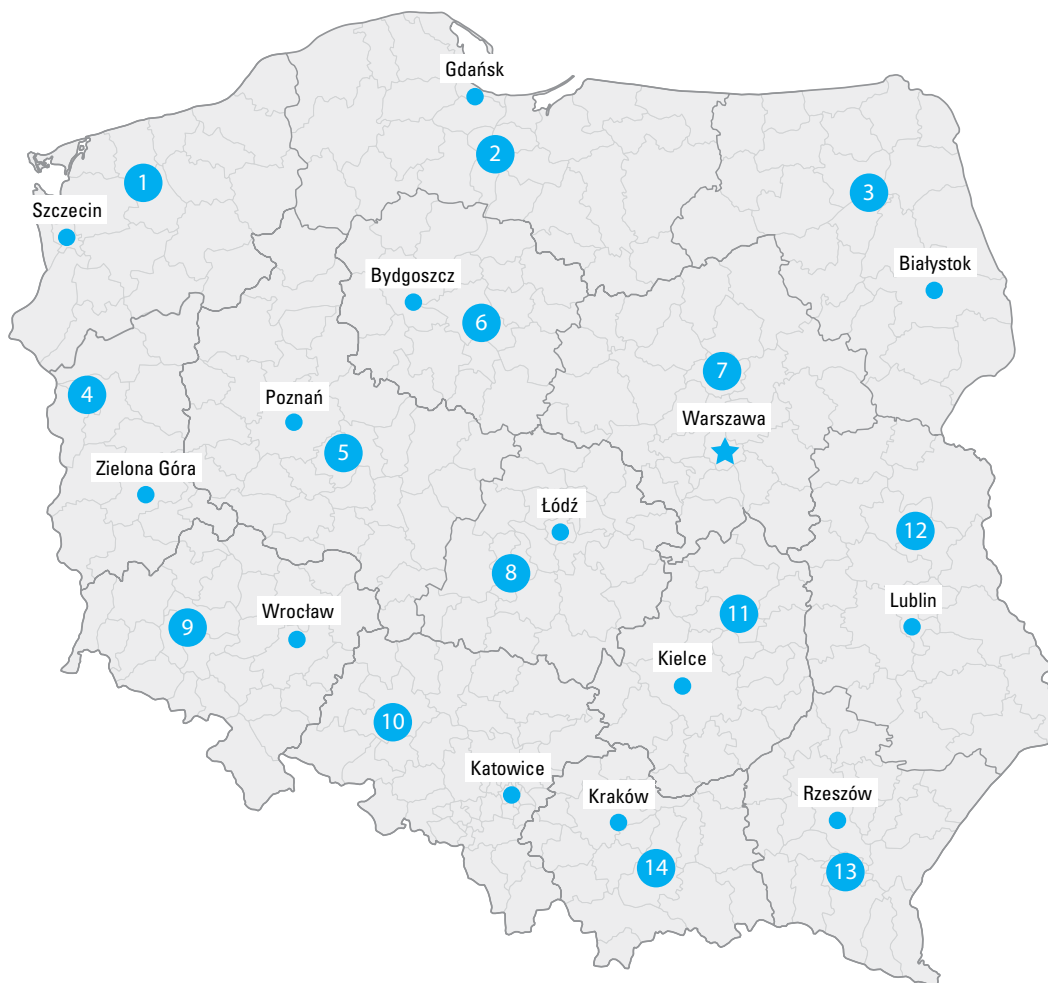 Gdańsk
2
1
3
Szczecin
Białystok
Bydgoszcz
6
7
4
Poznań
Warszawa
5
Zielona Góra
Łódź
12
8
11
Lublin
9
Wrocław
Kielce
10
Katowice
Kraków
Rzeszów
14
13